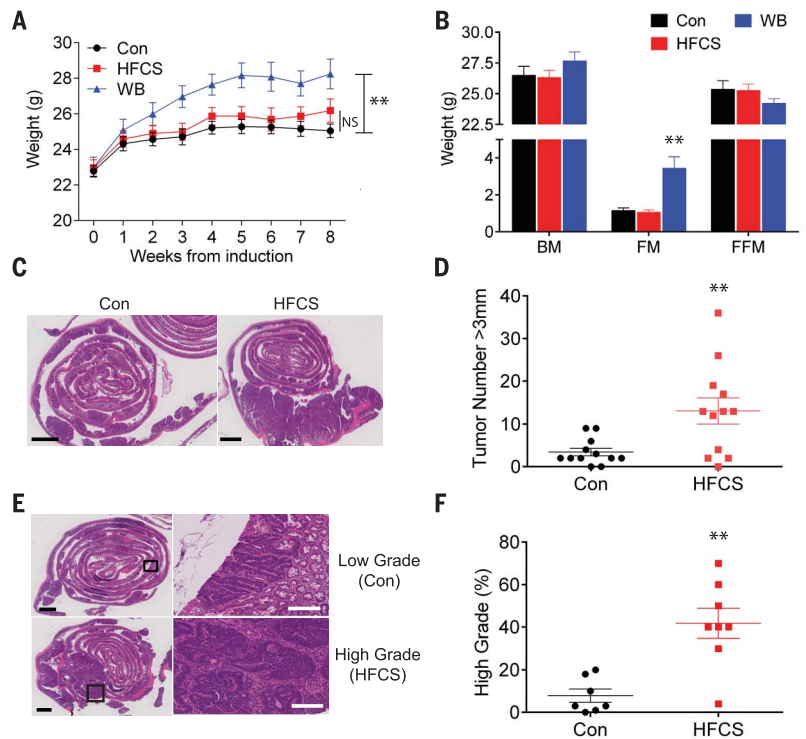 A
Con
HFCS
WB
Weight (g)
30
28
26
24
22
20
NS
**
0 1 2 3 4 5 6 7 8
Weeks from induction
B
Con
WB
HFCS
Weight (g)
30.0
27.5
25.0
22.5
4
2
0
**
BM FM FFM
C
Con HFCS
D
Tumor Number >3mm
40
30
20
10
0
**
Con HFCS
E
Low Grade
(Con)
High Grade
(HFCS)
F
High Grade (%)
80
60
40
20
0
**
Con HFCS